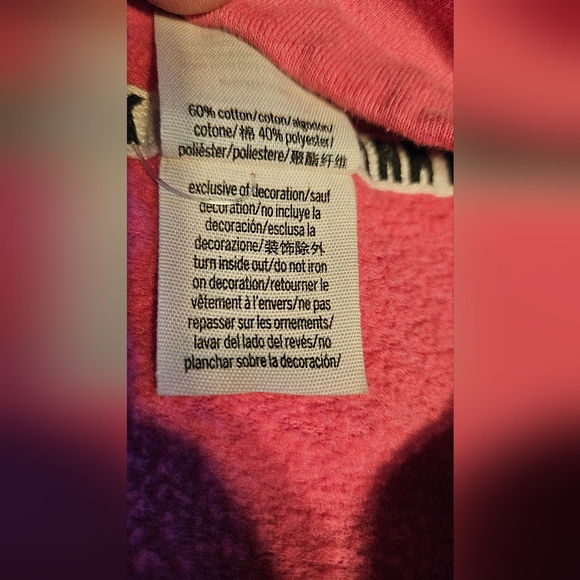 60% cotton/coton/algodón/
cotone/棉 40% polyester/
poliéster/poliestere/聚酯纤维
exclusive of decoration/sauf
décoration/no incluye la
decoración/esclusa la
decorazione/装饰除外
turn inside out/do not iron
on decoration/retourner le
vêtement à l'envers/ne pas
repasser sur les ornements/
lavar del lado del revés/no
planchar sobre la decoración/